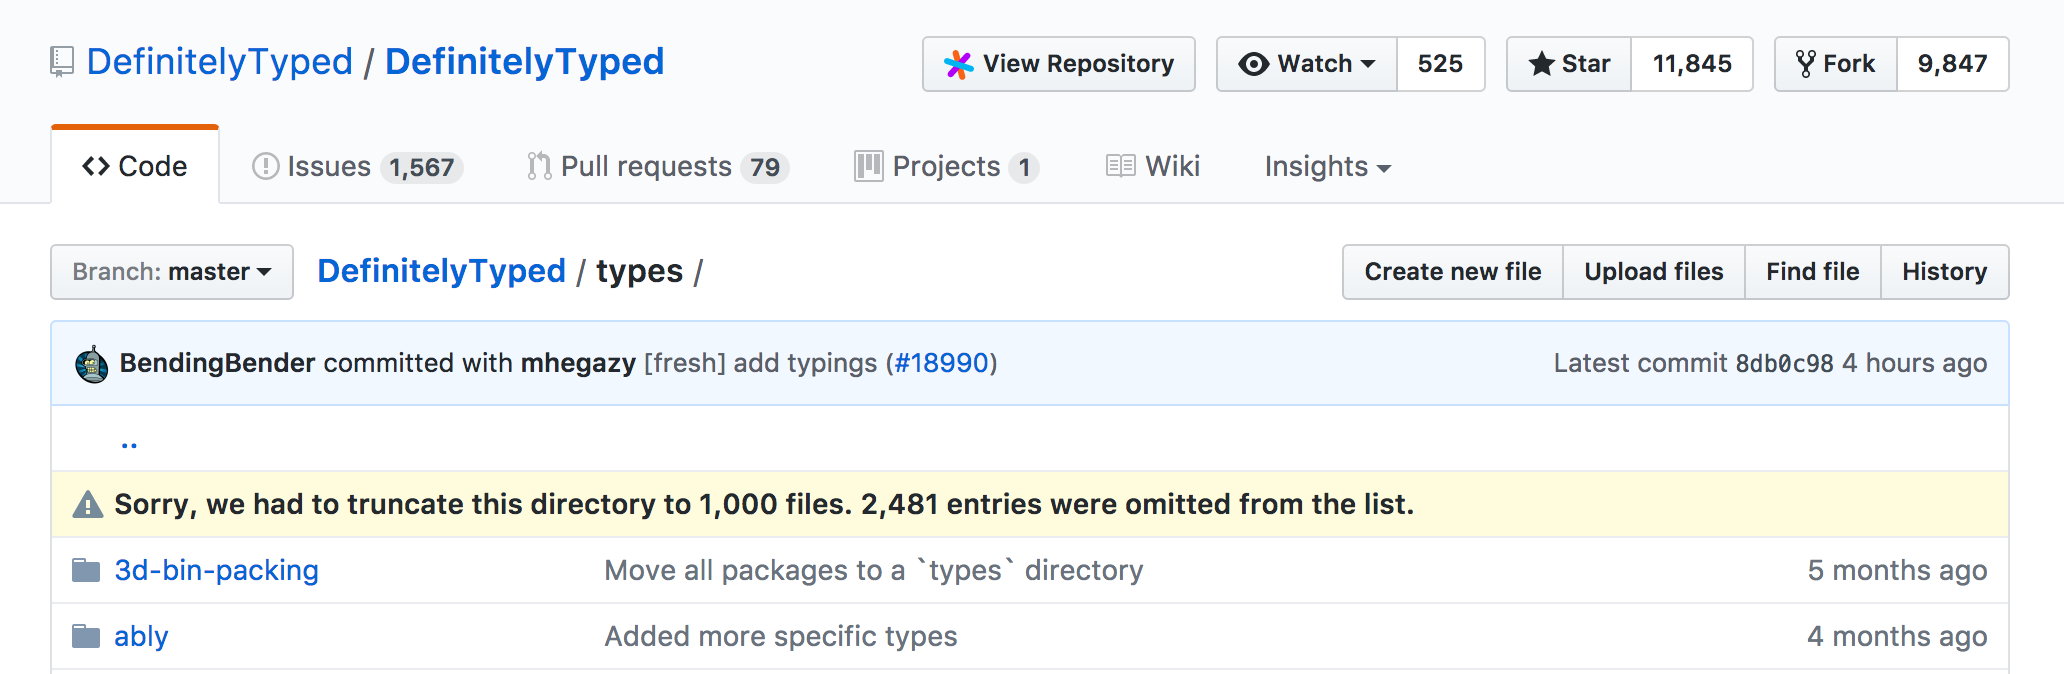 DefinitelyTyped / DefinitelyTyped
View Repository
Watch 525
Star 11,845
Fork 9,847
Code
Issues 1,567
Pull requests 79
Projects 1
Wiki
Insights
Branch: master
DefinitelyTyped / types /
Create new file
Upload files
Find file
History
BendingBender committed with mhegazy [fresh] add typings (#18990)
Latest commit 8db0c98 4 hours ago
..
Sorry, we had to truncate this directory to 1,000 files. 2,481 entries were omitted from the list.
3d-bin-packing Move all packages to a `types` directory 5 months ago
ably Added more specific types 4 months ago